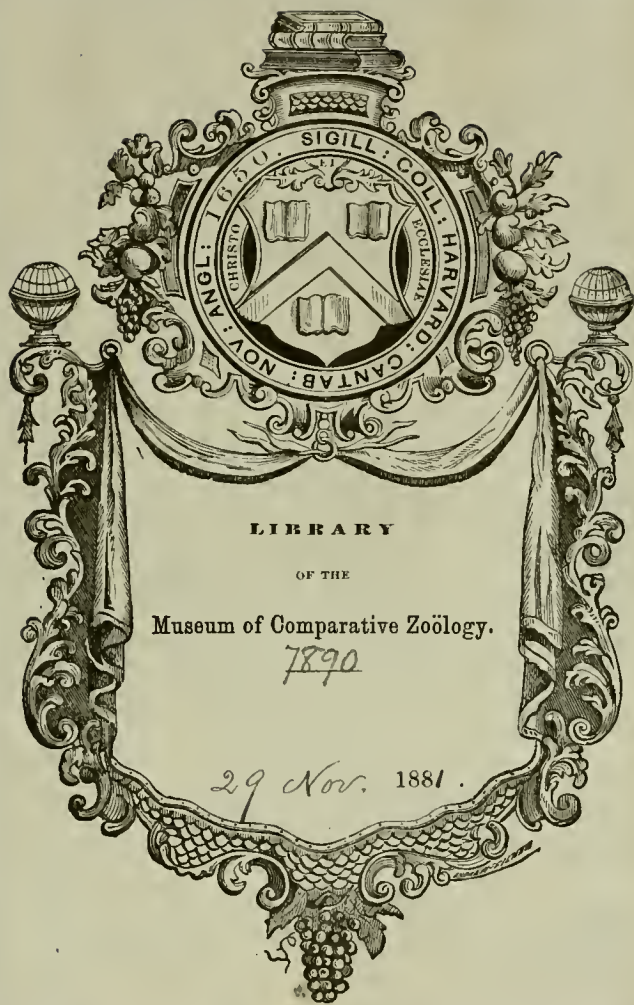 SIGILL: COLL: HARVARD: CANTAB: NOV: ANGL: 1650.
CHRISTO
ET
ECCLESIAE
LIBRARY
OF THE
Museum of Comparative Zoölogy.
7890
29 Nov. 1881.